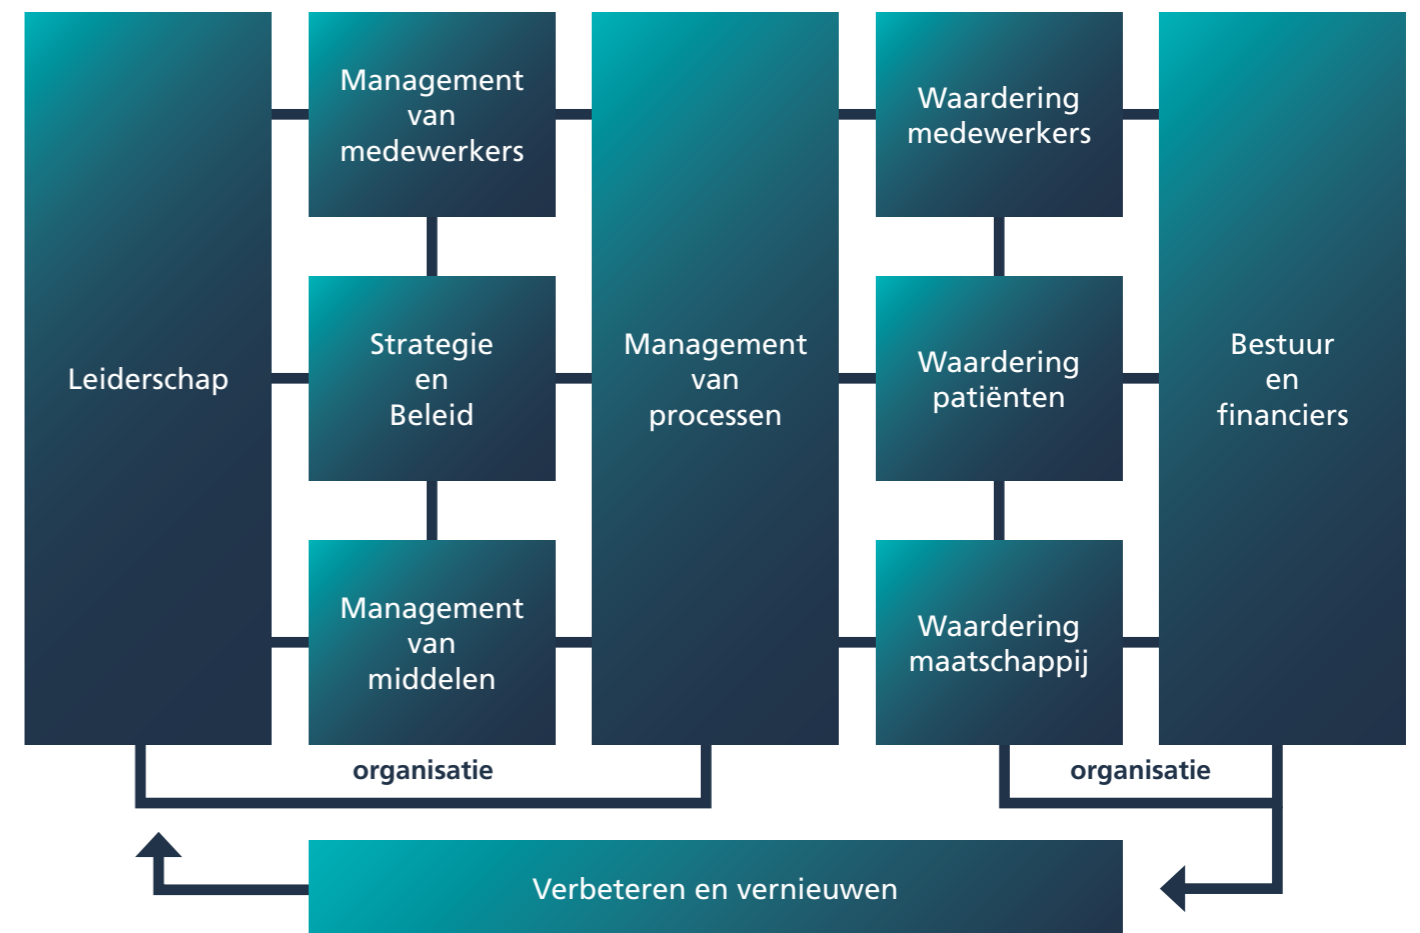 Leiderschap
Management
van
medewerkers
Strategie
en
Beleid
Management
van
middelen
Management
van
processen
Waardering
medewerkers
Waardering
patiënten
Waardering
maatschappij
Bestuur
en
financiers
organisatie
organisatie
Verbeteren en vernieuwen